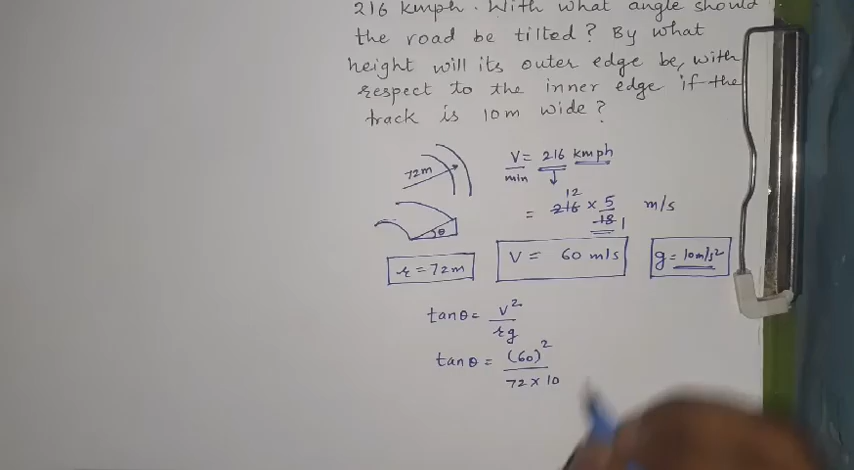 216 kmph. With what angle should
the road be tilted? By what
height will its outer edge be, with
respect to the inner edge if the
track is 10m wide?
72m
V = 216 kmph
min
12
= 216 × 5/18 m/s
1
θ
r = 72m
V = 60 m/s
g = 10m/s²
tanθ = v²/rg
tanθ = (60)²/72 × 10